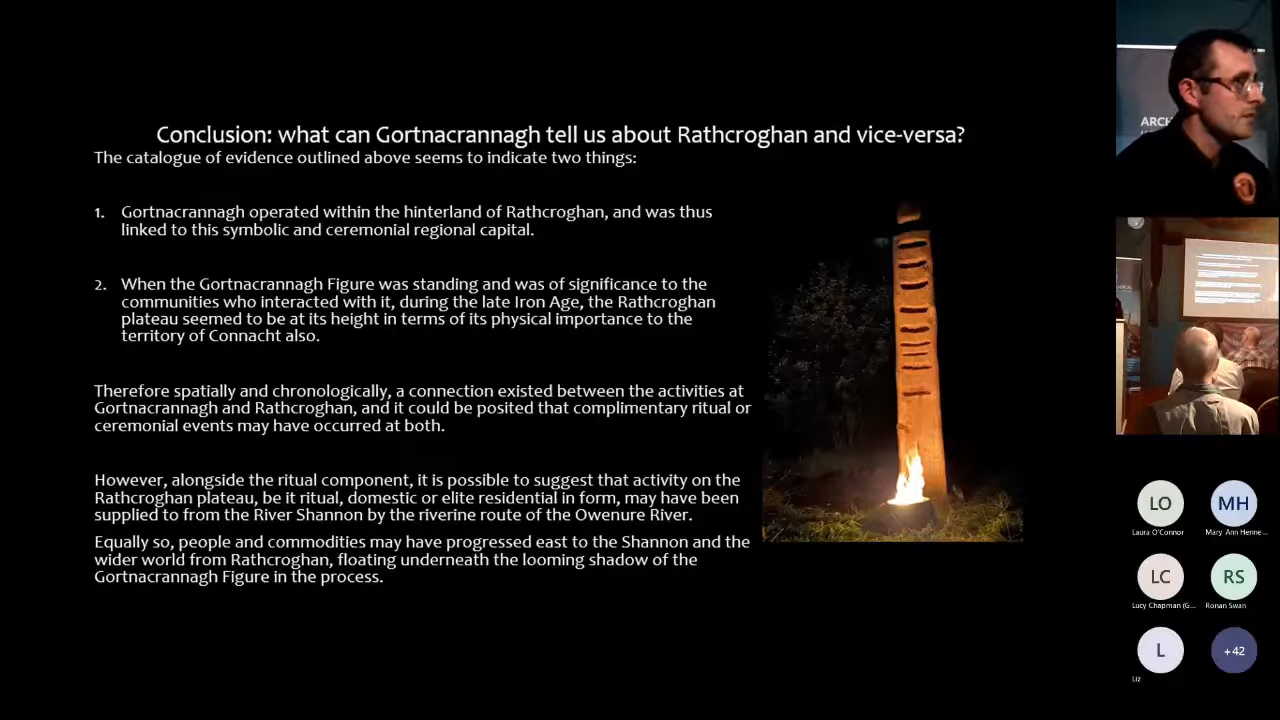 Conclusion: what can Gortnacrannagh tell us about Rathcroghan and vice-versa?
The catalogue of evidence outlined above seems to indicate two things:
1. Gortnacrannagh operated within the hinterland of Rathcroghan, and was thus
linked to this symbolic and ceremonial regional capital.
2. When the Gortnacrannagh Figure was standing and was of significance to the
communities who interacted with it, during the late Iron Age, the Rathcroghan
plateau seemed to be at its height in terms of its physical importance to the
territory of Connacht also.
Therefore spatially and chronologically, a connection existed between the activities at
Gortnacrannagh and Rathcroghan, and it could be posited that complimentary ritual or
ceremonial events may have occurred at both.
However, alongside the ritual component, it is possible to suggest that activity on the
Rathcroghan plateau, be it ritual, domestic or elite residential in form, may have been
supplied to from the River Shannon by the riverine route of the Owenure River.
Equally so, people and commodities may have progressed east to the Shannon and the
wider world from Rathcroghan, floating underneath the looming shadow of the
Gortnacrannagh Figure in the process.
ARCH
LO
Laura O'Connor
MH
Mary Ann Henne...
LC
Lucy Chapman (G...
RS
Ronan Swan
L
Liz
+42